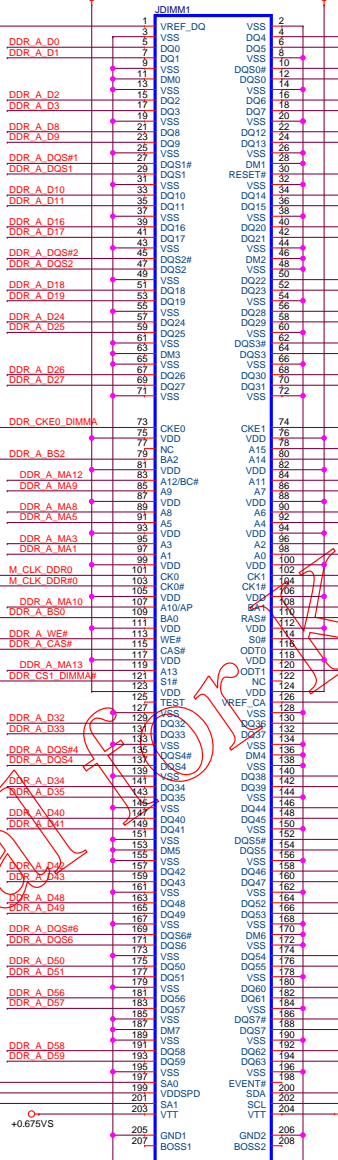 JDIMM1
1 VREF_DQ VSS 2
3 VSS DQ4 4
DDR_A_D0 5 DQ0 DQ5 6
DDR_A_D1 7 DQ1 VSS 8
9 VSS DQS0# 10
11 DM0 DQS0 12
13 VSS VSS 14
DDR_A_D2 15 DQ2 DQ6 16
DDR_A_D3 17 DQ3 DQ7 18
19 VSS VSS 20
DDR_A_D8 21 DQ8 DQ12 22
DDR_A_D9 23 DQ9 DQ13 24
25 VSS VSS 26
DDR_A_DQS#1 27 DQS1# DM1 28
DDR_A_DQS1 29 DQS1 RESET# 30
31 VSS VSS 32
DDR_A_D10 33 DQ10 DQ14 34
DDR_A_D11 35 DQ11 DQ15 36
37 VSS VSS 38
DDR_A_D16 39 DQ16 DQ20 40
DDR_A_D17 41 DQ17 DQ21 42
43 VSS VSS 44
DDR_A_DQS#2 45 DQS2# DM2 46
DDR_A_DQS2 47 DQS2 VSS 48
49 VSS DQ22 50
DDR_A_D18 51 DQ18 DQ23 52
DDR_A_D19 53 DQ19 VSS 54
55 VSS DQ28 56
DDR_A_D24 57 DQ24 DQ29 58
DDR_A_D25 59 DQ25 VSS 60
61 VSS DQS3# 62
63 DM3 DQS3 64
65 VSS VSS 66
DDR_A_D26 67 DQ26 DQ30 68
DDR_A_D27 69 DQ27 DQ31 70
71 VSS VSS 72
DDR_CKE0_DIMMA 73 CKE0 CKE1 74
75 VDD VDD 76
77 NC A15 78
DDR_A_BS2 79 BA2 A14 80
81 VDD VDD 82
DDR_A_MA12 83 A12/BC# A11 84
DDR_A_MA9 85 A9 A7 86
87 VDD VDD 88
DDR_A_MA8 89 A8 A6 90
DDR_A_MA5 91 A5 A4 92
93 VDD VDD 94
DDR_A_MA3 95 A3 A2 96
DDR_A_MA1 97 A1 A0 98
99 VDD VDD 100
M_CLK_DDR0 101 CK0 CK1 102
M_CLK_DDR#0 103 CK0# CK1# 104
105 VDD VDD 106
DDR_A_MA10 107 A10/AP BA1 108
DDR_A_BS0 109 BA0 RAS# 110
111 VDD VDD 112
DDR_A_WE# 113 WE# S0# 114
DDR_A_CAS# 115 CAS# ODT0 116
117 VDD VDD 118
DDR_A_MA13 119 A13 ODT1 120
DDR_CS1_DIMMA# 121 S1# NC 122
123 VDD VDD 124
125 TEST VREF_CA 126
127 VSS VSS 128
DDR_A_D32 129 DQ32 DQ36 130
DDR_A_D33 131 DQ33 DQ37 132
133 VSS VSS 134
DDR_A_DQS#4 135 DQS4# DM4 136
DDR_A_DQS4 137 DQS4 VSS 138
139 VSS DQ38 140
DDR_A_D34 141 DQ34 DQ39 142
DDR_A_D35 143 DQ35 VSS 144
145 VSS DQ44 146
DDR_A_D40 147 DQ40 DQ45 148
DDR_A_D41 149 DQ41 VSS 150
151 VSS DQS5# 152
153 DM5 DQS5 154
155 VSS VSS 156
DDR_A_D42 157 DQ42 DQ46 158
DDR_A_D43 159 DQ43 DQ47 160
161 VSS VSS 162
DDR_A_D48 163 DQ48 DQ52 164
DDR_A_D49 165 DQ49 DQ53 166
167 VSS VSS 168
DDR_A_DQS#6 169 DQS6# DM6 170
DDR_A_DQS6 171 DQS6 VSS 172
173 VSS DQ54 174
DDR_A_D50 175 DQ50 DQ55 176
DDR_A_D51 177 DQ51 VSS 178
179 VSS DQ60 180
DDR_A_D56 181 DQ56 DQ61 182
DDR_A_D57 183 DQ57 VSS 184
185 VSS DQS7# 186
187 DM7 DQS7 188
189 VSS VSS 190
DDR_A_D58 191 DQ58 DQ62 192
DDR_A_D59 193 DQ59 DQ63 194
195 VSS VSS 196
197 SA0 EVENT# 198
199 VDDSPD SDA 200
201 SA1 SCL 202
203 VTT VTT 204
+0.675VS
205 GND1 GND2 206
207 BOSS1 BOSS2 208
for